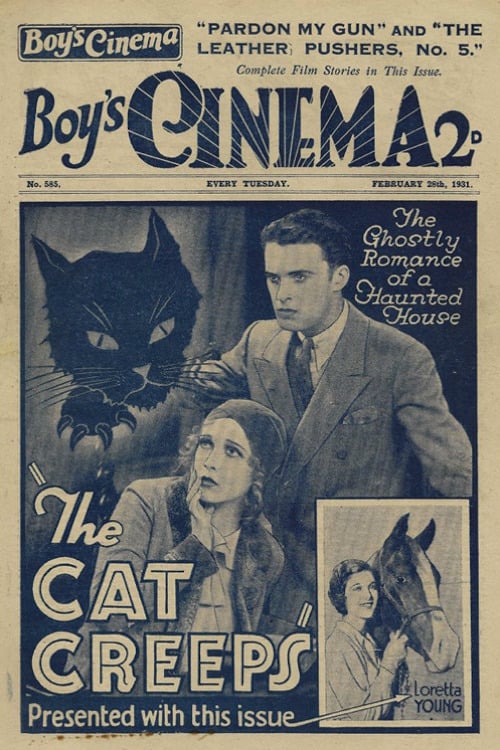 Boy's Cinema
"PARDON MY GUN" AND "THE
LEATHER PUSHERS, No. 5."
Complete Film Stories in This Issue.
Boy's CINEMA 2D
No. 585.
EVERY TUESDAY.
FEBRUARY 28th, 1931.
The
Ghostly
Romance
of a
Haunted
House
"The
CAT
CREEPS"
Presented with this issue
Loretta
YOUNG